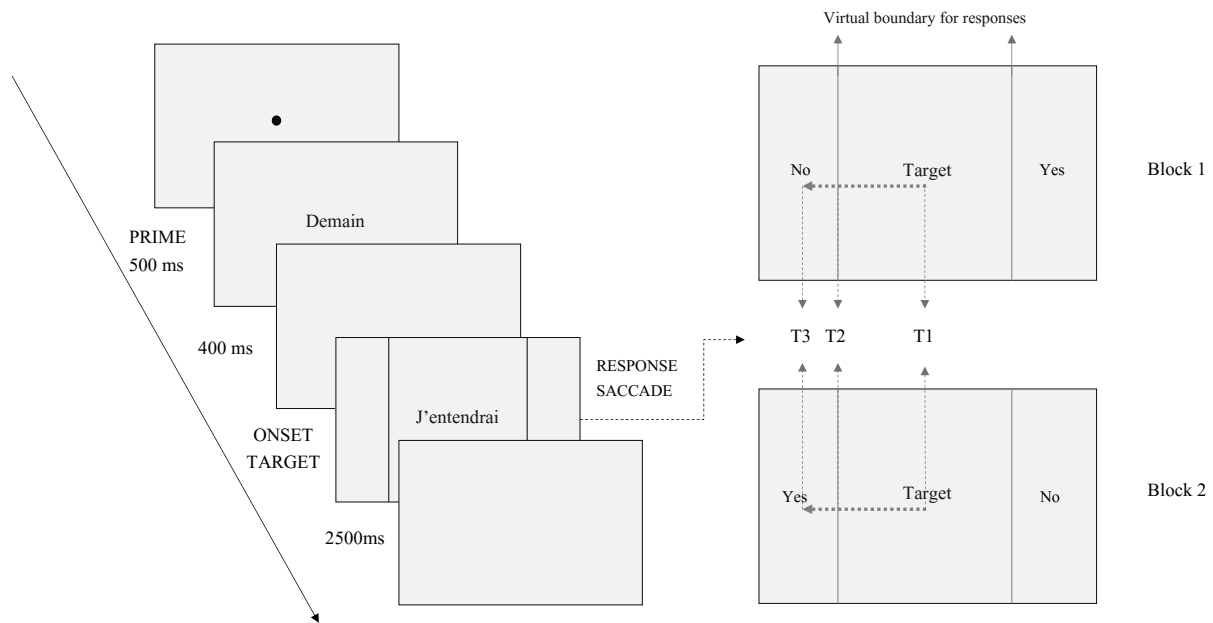 Virtual boundary for responses
Demain
PRIME
500 ms
400 ms
J’entendrai
ONSET
TARGET
2500ms
RESPONSE
SACCADE
No Target Yes
Block 1
T3 T2 T1
Yes Target No
Block 2